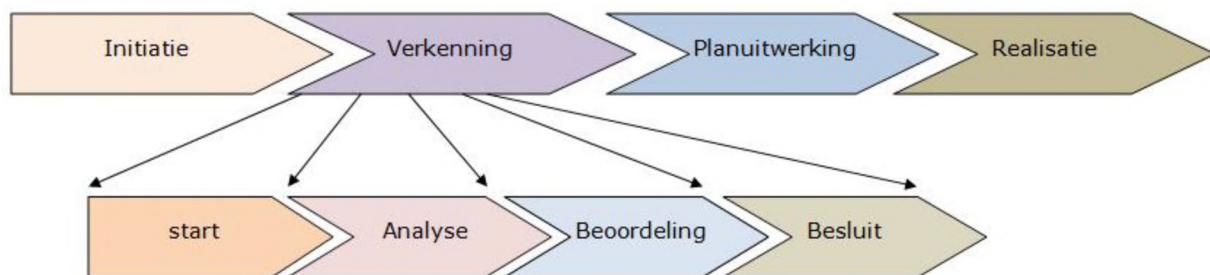 Initiatie
Verkenning
Planuitwerking
Realisatie
start
Analyse
Beoordeling
Besluit